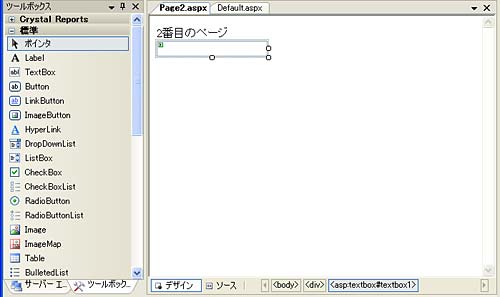 ツールボックス
Crystal Reports
標準
ポインタ
Label
TextBox
Button
LinkButton
ImageButton
HyperLink
DropDownList
ListBox
CheckBox
CheckBoxList
RadioButton
RadioButtonList
Image
ImageMap
Table
BulletedList
サーバー エ...
ツールボック...
Page2.aspx
Default.aspx
2番目のページ
デザイン
ソース
<body>
<div>
<asp:textbox#textbox1>